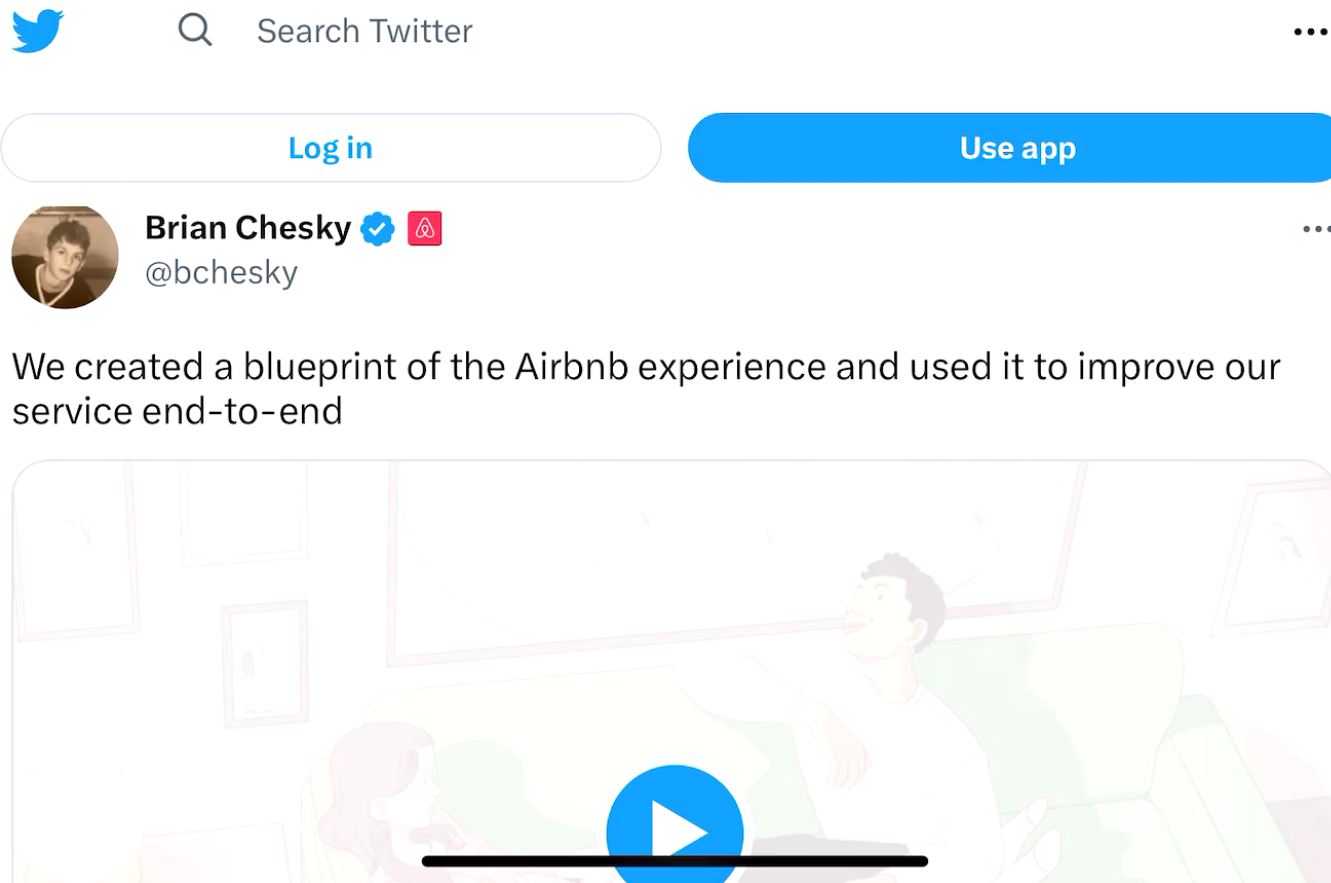 Search Twitter
Log in
Use app
Brian Chesky
@bchesky
We created a blueprint of the Airbnb experience and used it to improve our
service end-to-end